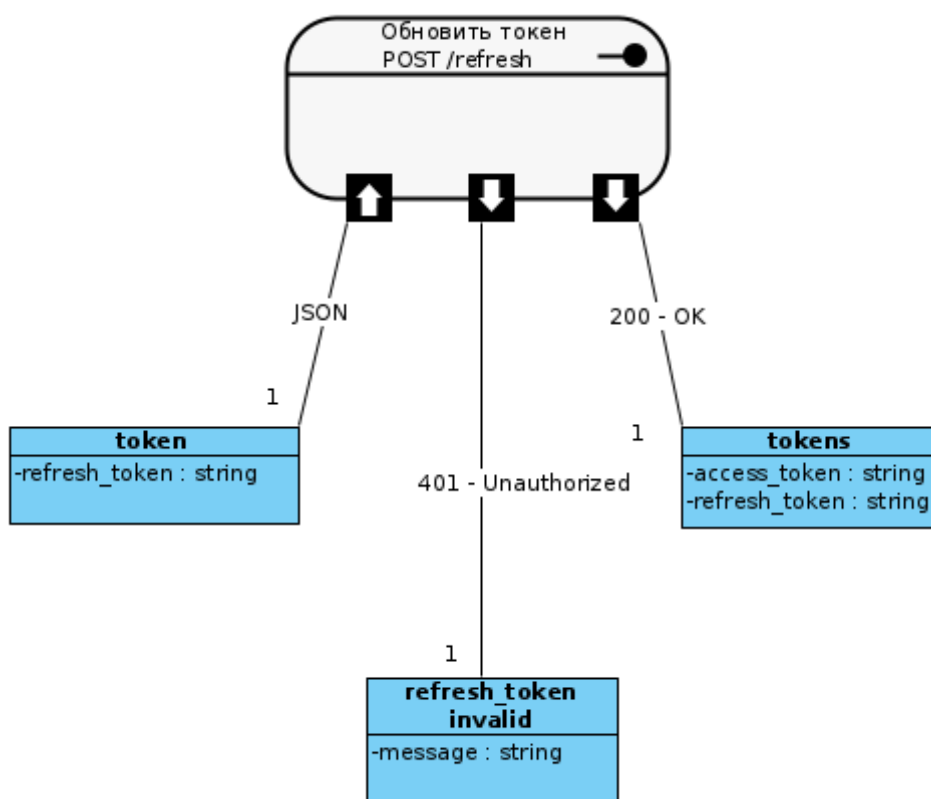 Обновить токен
POST /refresh
JSON
200 - OK
1
token
-refresh_token : string
1
tokens
-access_token : string
-refresh_token : string
401 - Unauthorized
1
refresh_token
invalid
-message : string